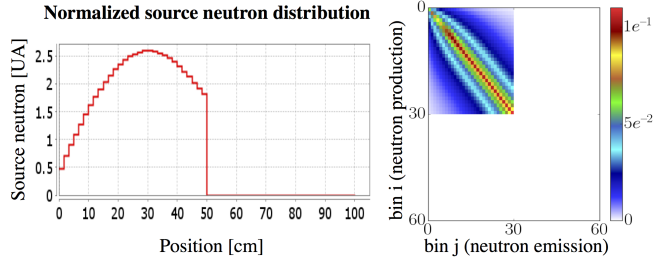 Normalized source neutron distribution
Source neutron [UA]
2.5
2
1.5
1
0.5
0
0 10 20 30 40 50 60 70 80 90 100
Position [cm]
bin i (neutron production)
0
30
60
0 30 60
bin j (neutron emission)
1e⁻¹
5e⁻²
0